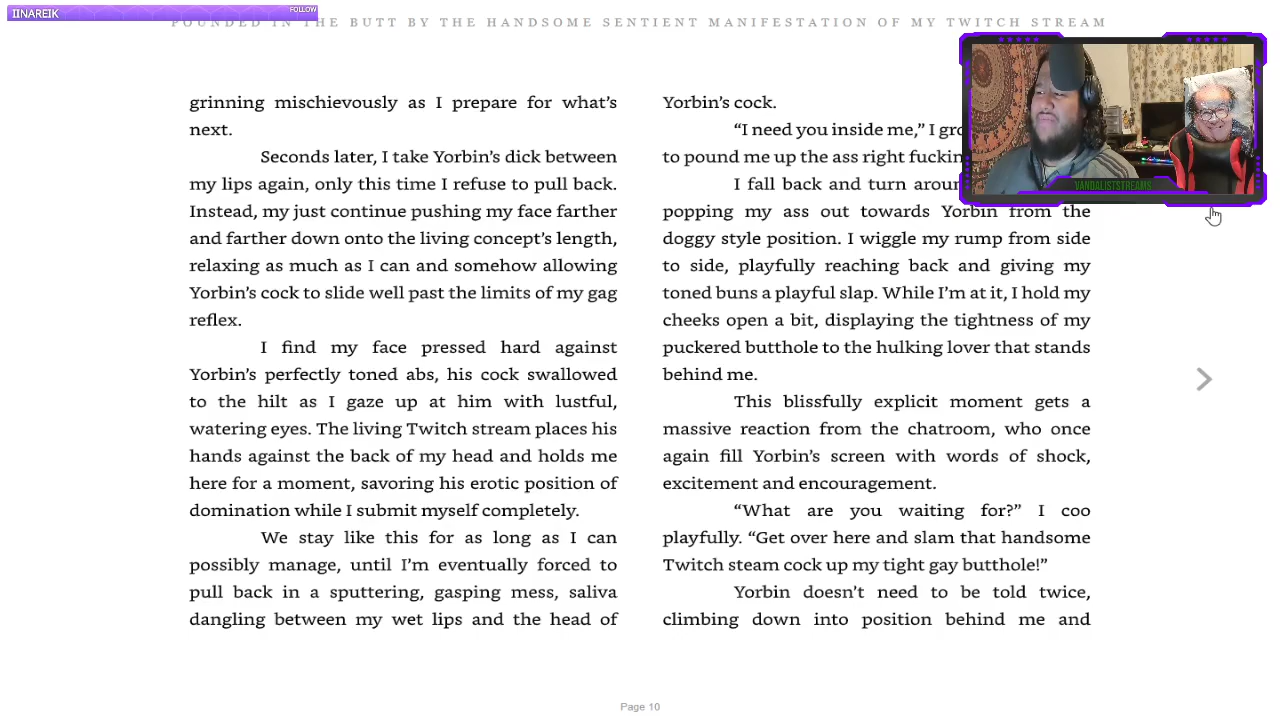 IINAREIK
FOLLOW
POUNDED IN THE BUTT BY THE HANDSOME SENTIENT MANIFESTATION OF MY TWITCH STREAM
grinning mischievously as I prepare for what's
next.
Seconds later, I take Yorbin's dick between
my lips again, only this time I refuse to pull back.
Instead, my just continue pushing my face farther
and farther down onto the living concept's length,
relaxing as much as I can and somehow allowing
Yorbin's cock to slide well past the limits of my gag
reflex.
I find my face pressed hard against
Yorbin's perfectly toned abs, his cock swallowed
to the hilt as I gaze up at him with lustful,
watering eyes. The living Twitch stream places his
hands against the back of my head and holds me
here for a moment, savoring his erotic position of
domination while I submit myself completely.
We stay like this for as long as I can
possibly manage, until I'm eventually forced to
pull back in a sputtering, gasping mess, saliva
dangling between my wet lips and the head of
Yorbin's cock.
"I need you inside me," I
to pound me up the ass right
I fall back and turn
popping my ass out towards Yorbin from the
doggy style position. I wiggle my rump from side
to side, playfully reaching back and giving my
toned buns a playful slap. While I'm at it, I hold my
cheeks open a bit, displaying the tightness of my
puckered butthole to the hulking lover that stands
behind me.
This blissfully explicit moment gets a
massive reaction from the chatroom, who once
again fill Yorbin's screen with words of shock,
excitement and encouragement.
"What are you waiting for?" I coo
playfully. "Get over here and slam that handsome
Twitch steam cock up my tight gay butthole!"
Yorbin doesn't need to be told twice,
climbing down into position behind me and
VANDALISTSTREAMS
Page 10